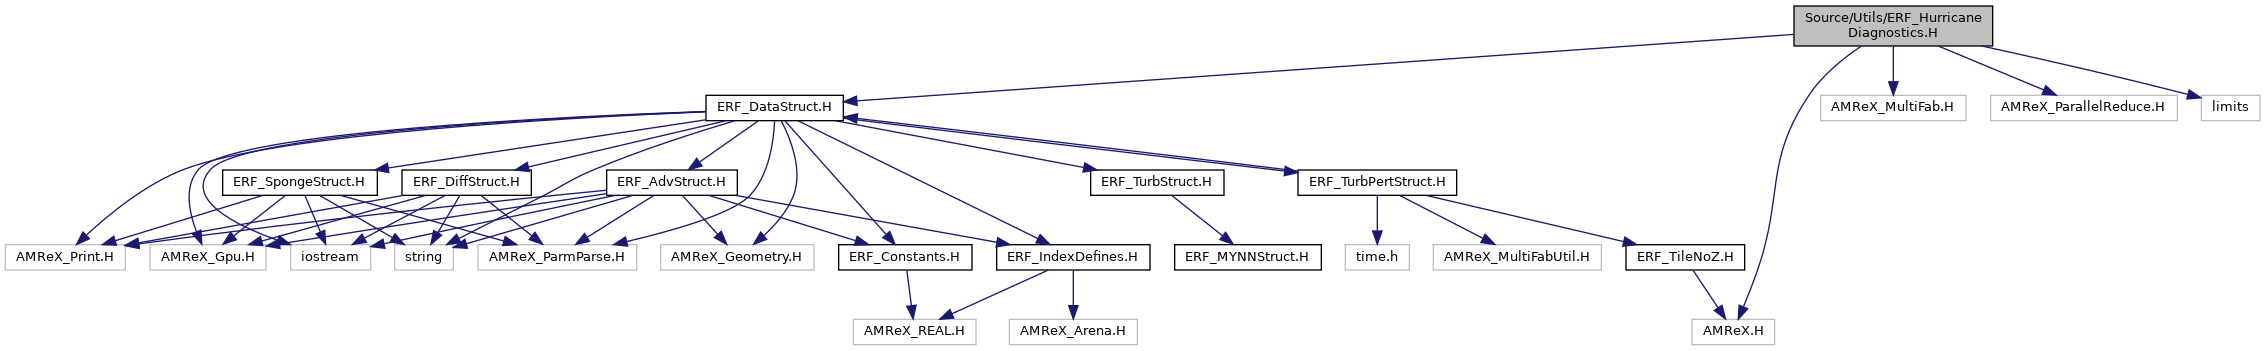 Source/Utils/ERF_Hurricane
Diagnostics.H
ERF_DataStruct.H
AMReX_MultiFab.H
AMReX_ParallelReduce.H
limits
ERF_SpongeStruct.H
ERF_DiffStruct.H
ERF_AdvStruct.H
ERF_TurbStruct.H
ERF_TurbPertStruct.H
AMReX_Print.H
AMReX_Gpu.H
iostream
string
AMReX_ParmParse.H
AMReX_Geometry.H
ERF_Constants.H
ERF_IndexDefines.H
ERF_MYNNStruct.H
time.h
AMReX_MultiFabUtil.H
ERF_TileNoZ.H
AMReX_REAL.H
AMReX_Arena.H
AMReX.H